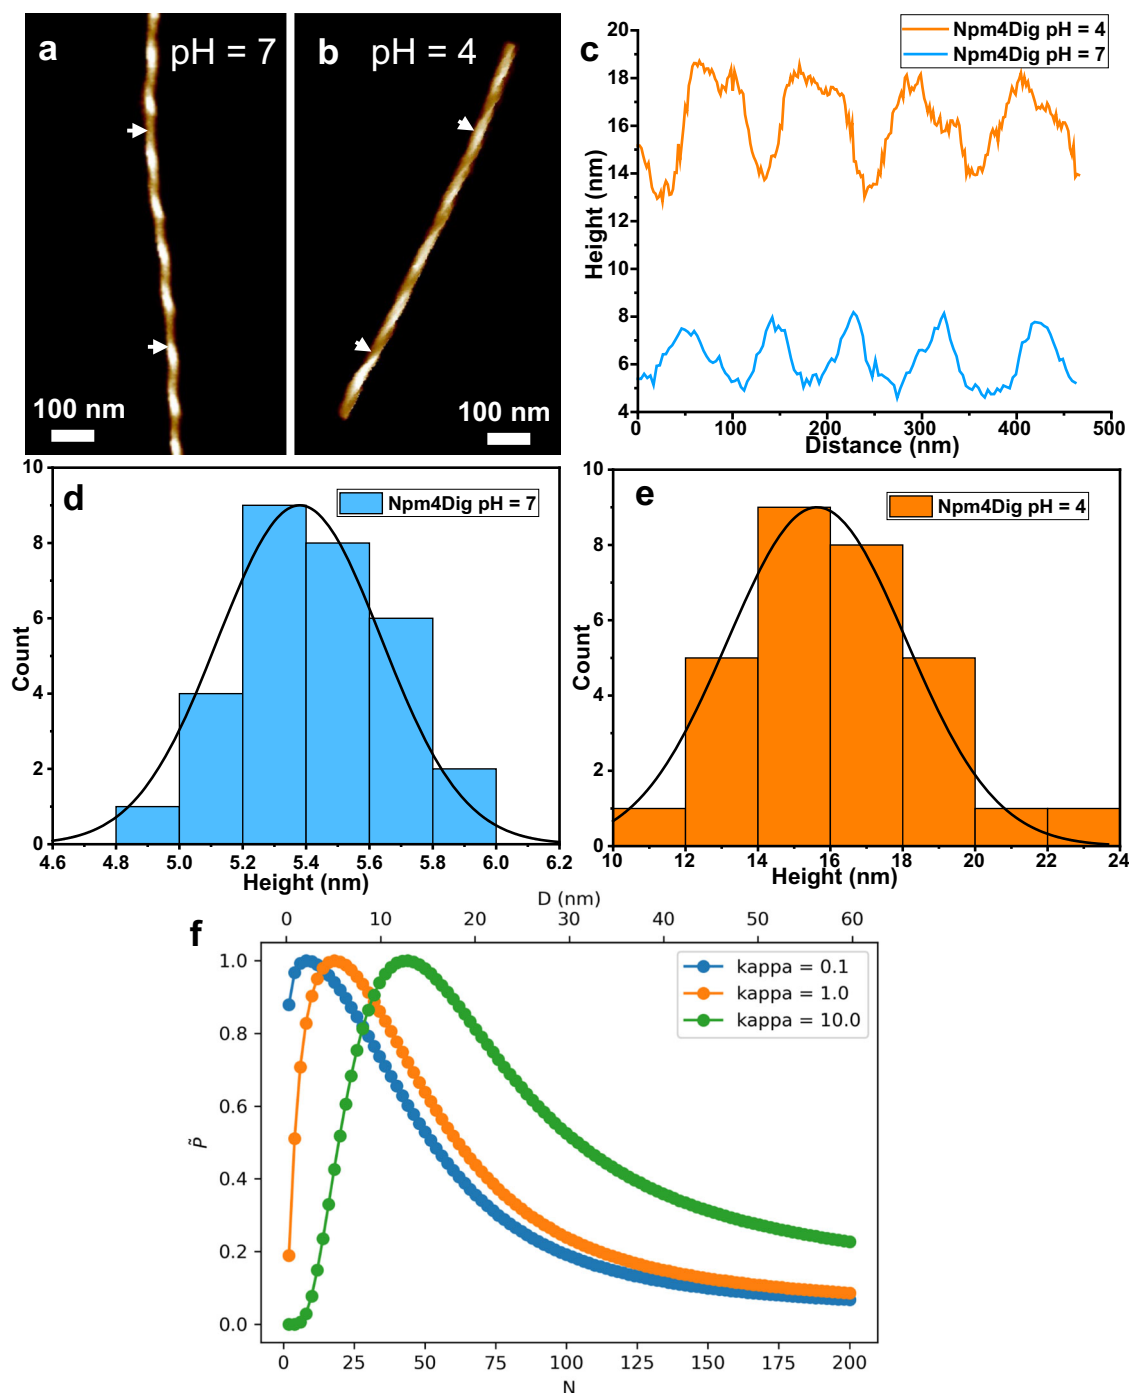 a pH = 7
100 nm
b pH = 4
100 nm
c
Npm4Dig pH = 4
Npm4Dig pH = 7
20
18
16
14
12
10
8
6
4
Height (nm)
0 100 200 300 400 500
Distance (nm)
d
Npm4Dig pH = 7
10
8
6
4
2
0
Count
4.6 4.8 5.0 5.2 5.4 5.6 5.8 6.0 6.2
Height (nm)
e
Npm4Dig pH = 4
10
8
6
4
2
0
Count
10 12 14 16 18 20 22 24
Height (nm)
f
D (nm)
0 10 20 30 40 50 60
kappa = 0.1
kappa = 1.0
kappa = 10.0
1.0
0.8
0.6
0.4
0.2
0.0
P̃
0 25 50 75 100 125 150 175 200
N